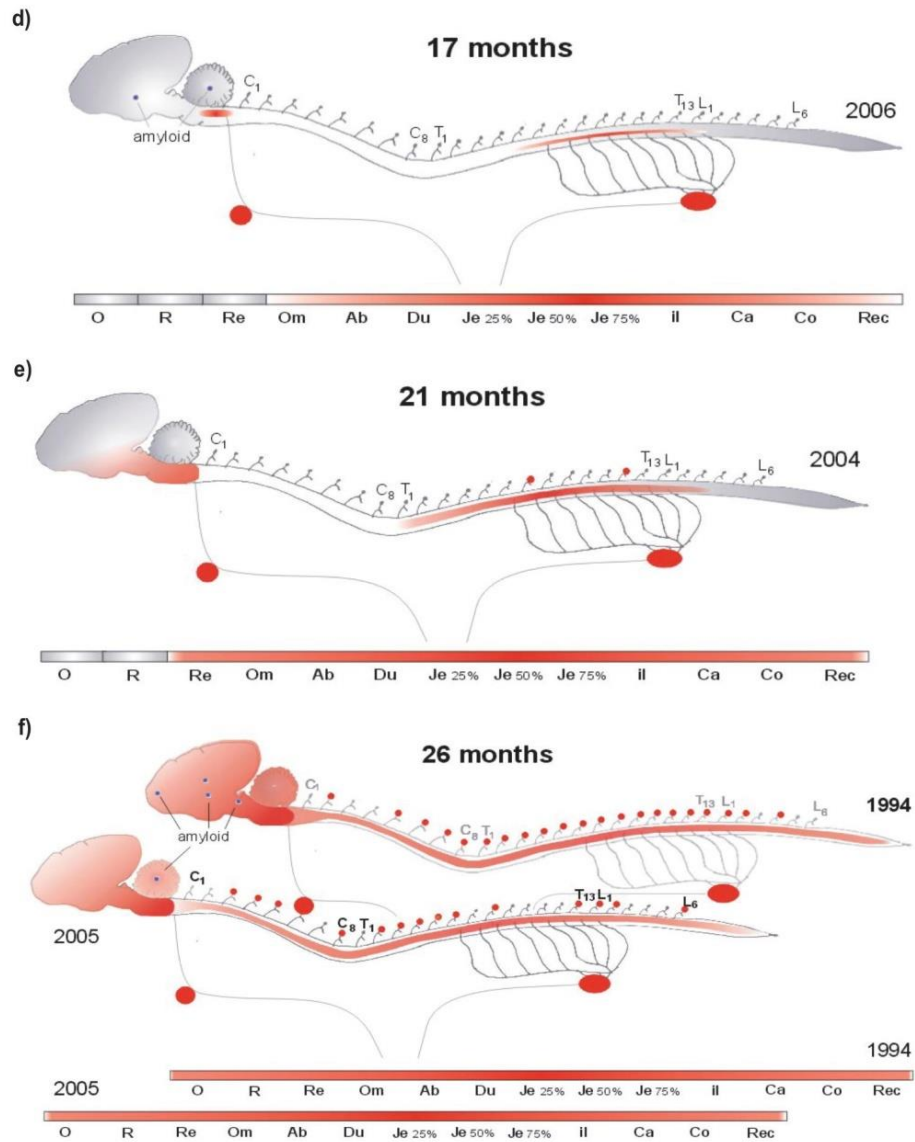 d)
17 months
C1
C8 T1
T13 L1
L6
2006
amyloid
O R Re Om Ab Du Je 25% Je 50% Je 75% il Ca Co Rec
e)
21 months
C1
C8 T1
T13 L1
L6
2004
O R Re Om Ab Du Je 25% Je 50% Je 75% il Ca Co Rec
f)
26 months
C1
C8 T1
T13 L1
L6
1994
amyloid
C1
C8 T1
T13 L1
L6
2005
1994
O R Re Om Ab Du Je 25% Je 50% Je 75% il Ca Co Rec
2005
O R Re Om Ab Du Je 25% Je 50% Je 75% il Ca Co Rec